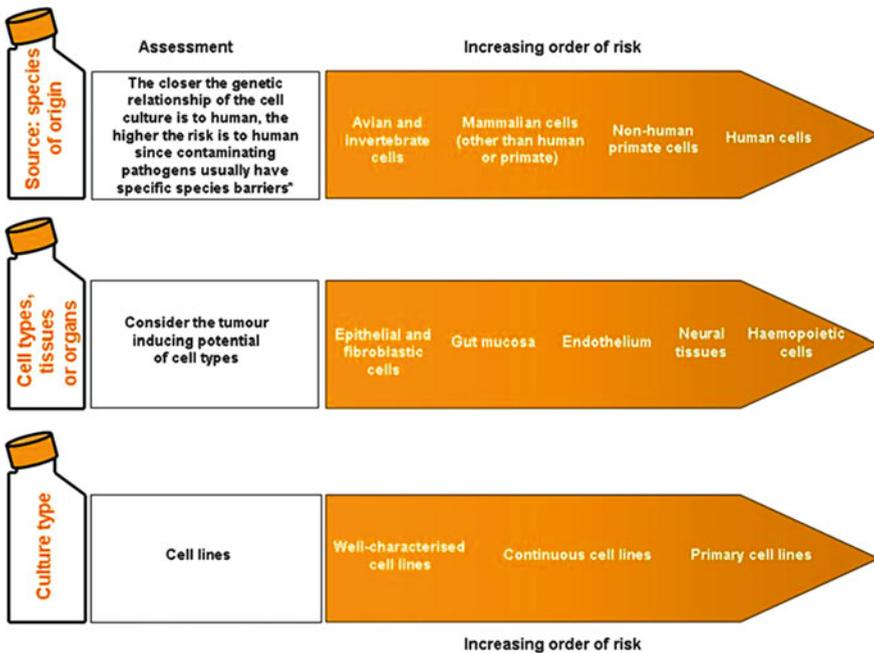 Assessment
Increasing order of risk
Source: species
of origin
The closer the genetic
relationship of the cell
culture is to human, the
higher the risk is to human
since contaminating
pathogens usually have
specific species barriers*
Avian and
invertebrate
cells
Mammalian cells
(other than human
or primate)
Non-human
primate cells
Human cells
Cell types,
tissues
or organs
Consider the tumour
inducing potential
of cell types
Epithelial and
fibroblastic
cells
Gut mucosa
Endothelium
Neural
tissues
Haemopoietic
cells
Culture type
Cell lines
Well-characterised
cell lines
Continuous cell lines
Primary cell lines
Increasing order of risk